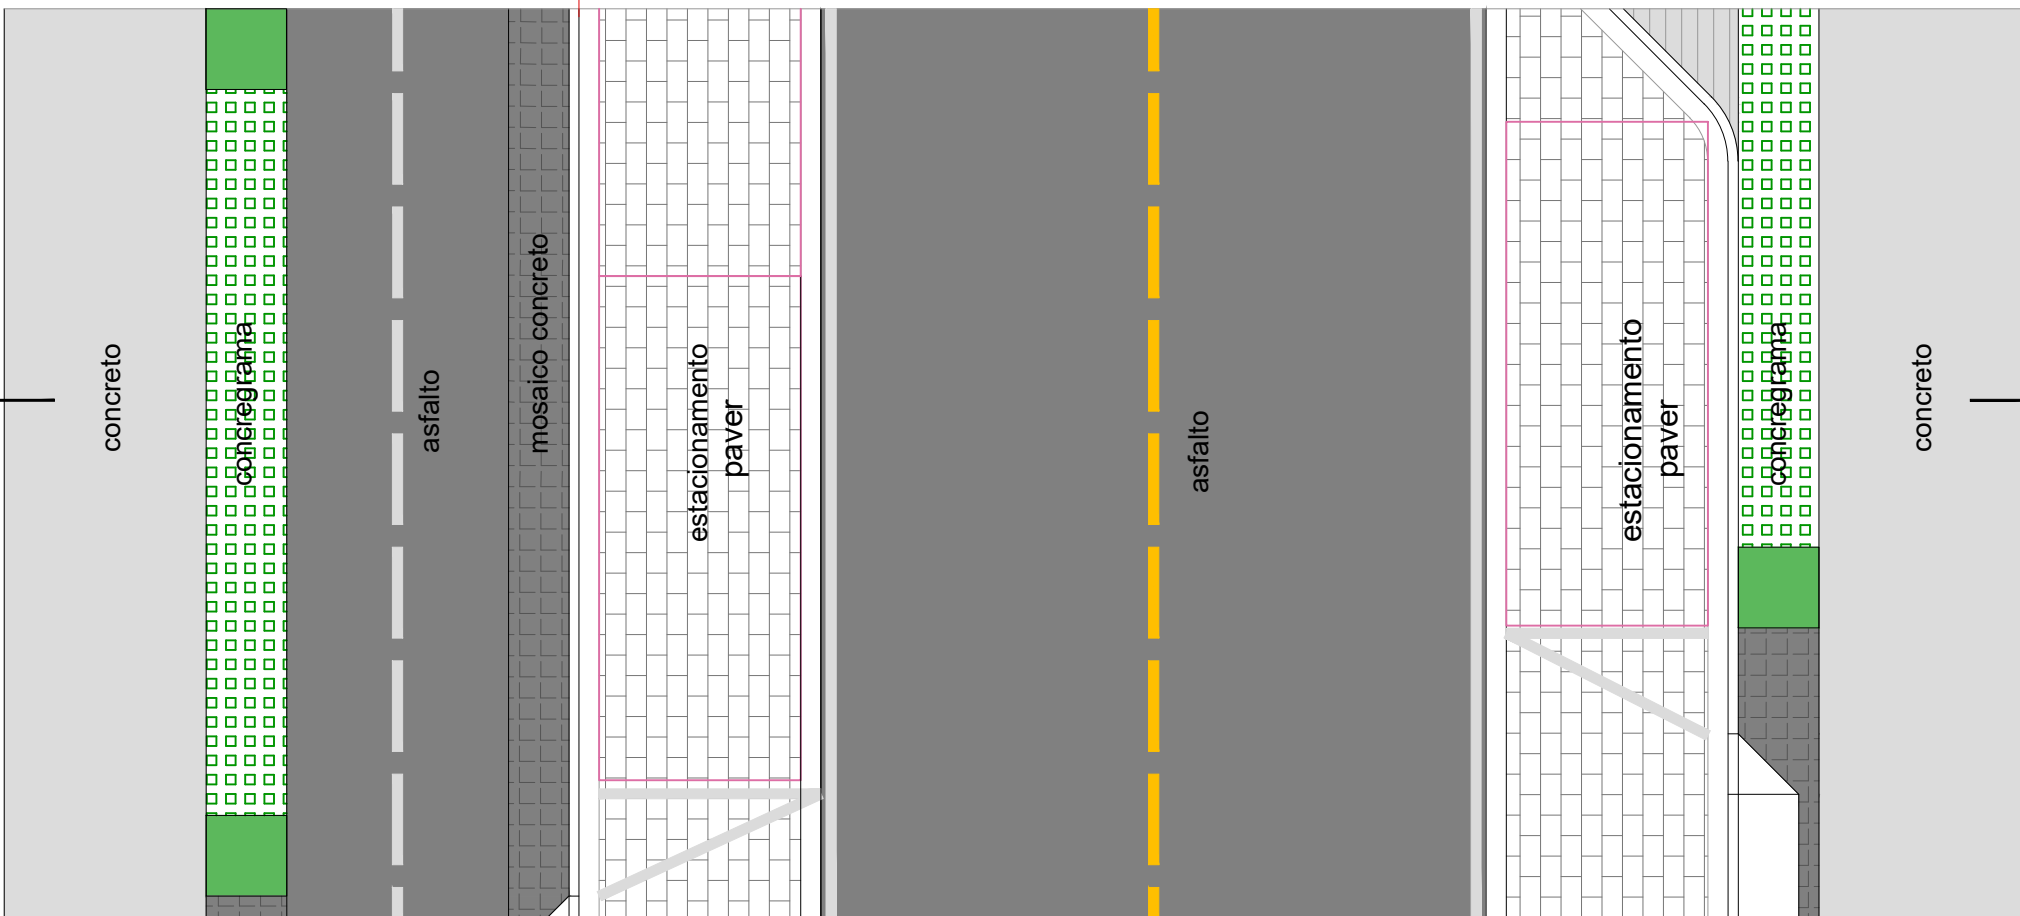 concreto
concregrama
asfalto
mosaico concreto
estacionamento
paver
asfalto
estacionamento
paver
concregrama
concreto